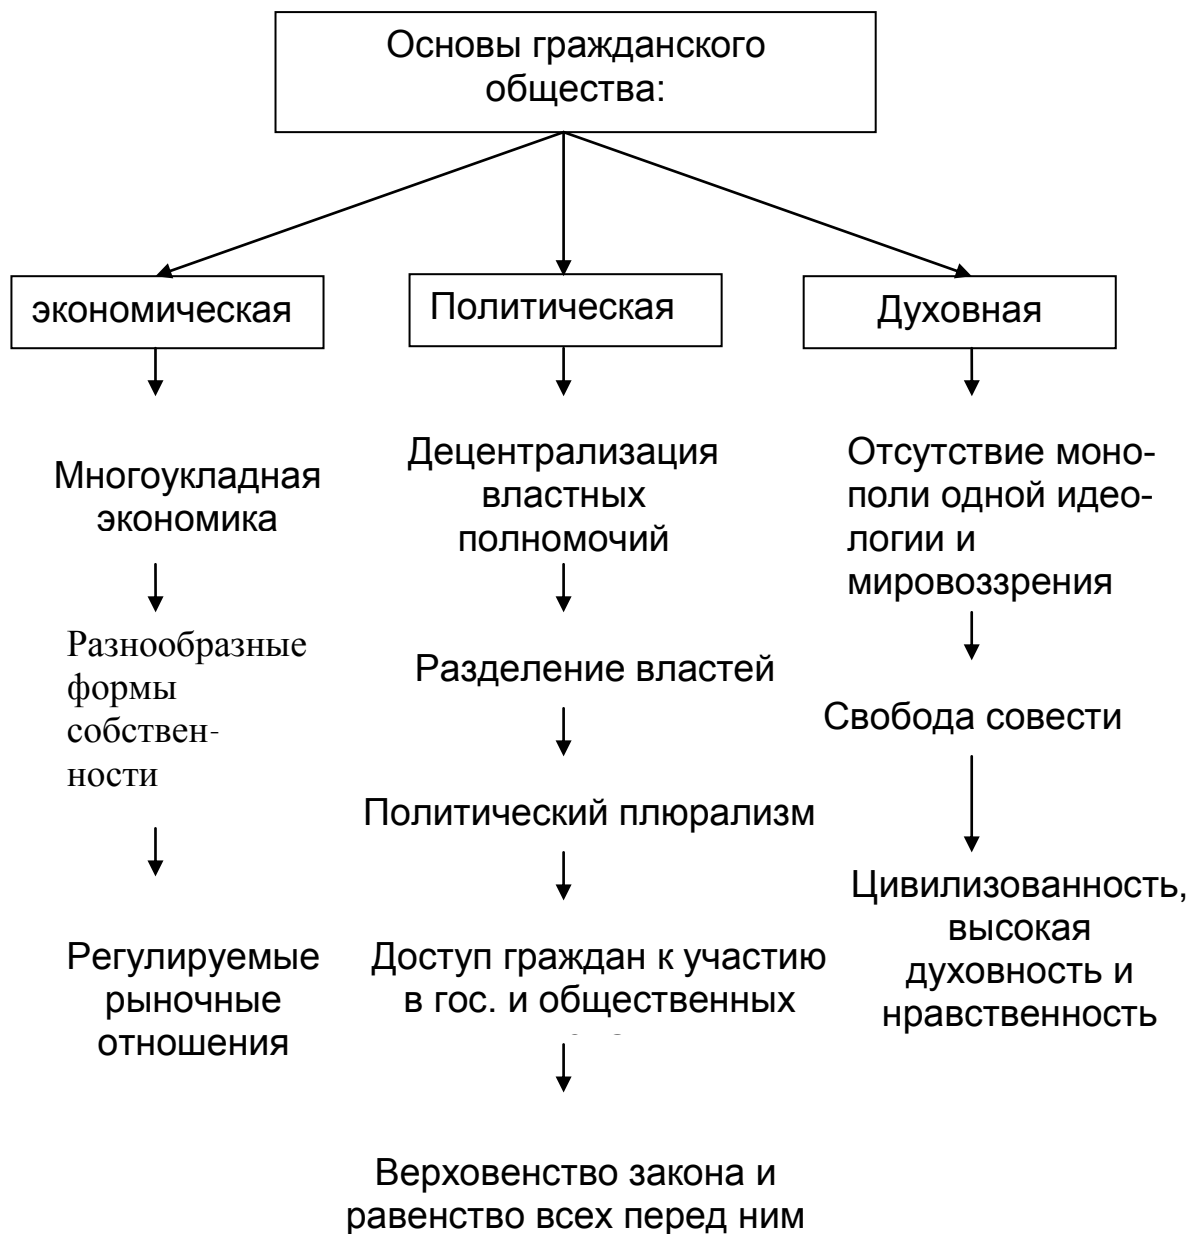 Основы гражданского
общества:
экономическая
Политическая
Духовная
Многоукладная
экономика
Разнообразные
формы
собствен-
ности
Регулируемые
рыночные
отношения
Децентрализация
властных
полномочий
Разделение властей
Политический плюрализм
Доступ граждан к участию
в гос. и общественных
Верховенство закона и
равенство всех перед ним
Отсутствие моно-
поли одной идео-
логии и
мировоззрения
Свобода совести
Цивилизованность,
высокая
духовность и
нравственность